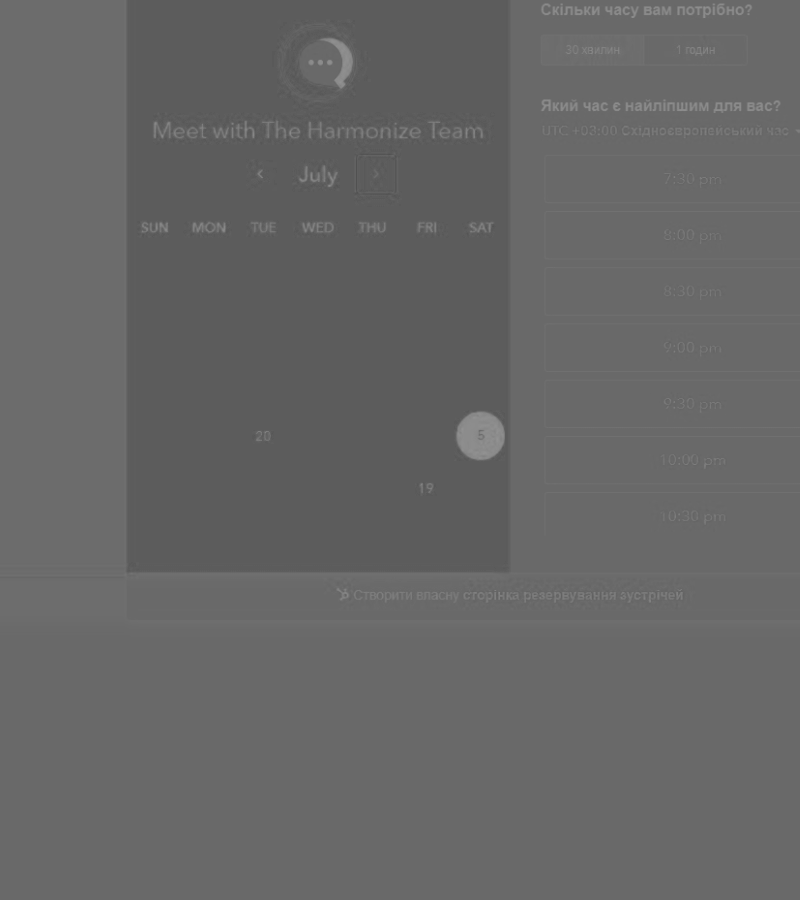 Meet with The Harmonize Team
July
SUN MON TUE WED THU FRI SAT
20 5
19
Скільки часу вам потрібно?
30 хвилин 1 годин
Який час є найліпшим для вас?
UTC +03:00 Східноєвропейський час
7:30 pm
8:00 pm
8:30 pm
9:00 pm
9:30 pm
10:00 pm
10:30 pm
Створити власну сторінка резервування зустрічей